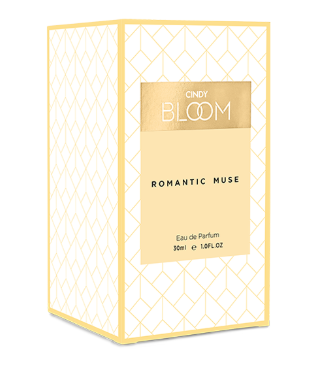 CINDY
BLOOM
ROMANTIC MUSE
Eau de Parfum
30ml e 1.0FL.OZ